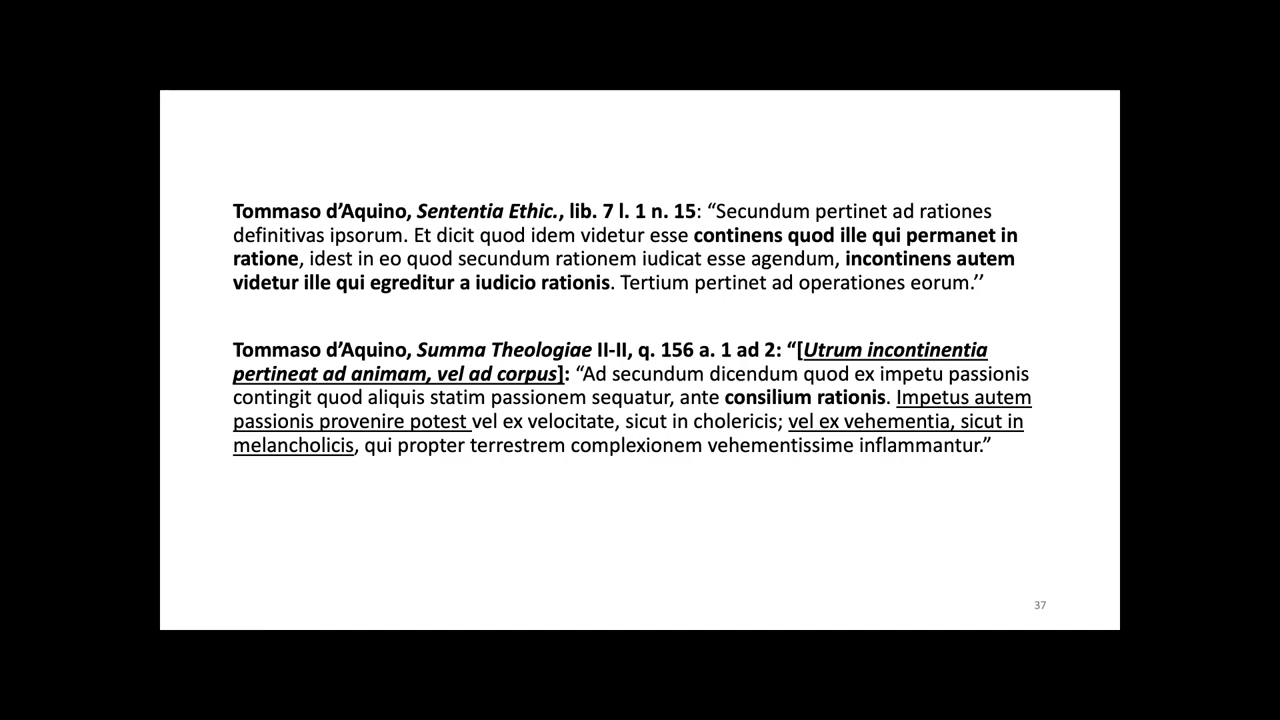 Tommaso d’Aquino, Sententia Ethic., lib. 7 l. 1 n. 15: “Secundum pertinet ad rationes
definitivas ipsorum. Et dicit quod idem videtur esse continens quod ille qui permanet in
ratione, idest in eo quod secundum rationem iudicat esse agendum, incontinens autem
videtur ille qui egreditur a iudicio rationis. Tertium pertinet ad operationes eorum.’’
Tommaso d’Aquino, Summa Theologiae II-II, q. 156 a. 1 ad 2: “[Utrum incontinentia
pertineat ad animam, vel ad corpus]: “Ad secundum dicendum quod ex impetu passionis
contingit quod aliquis statim passionem sequatur, ante consilium rationis. Impetus autem
passionis provenire potest vel ex velocitate, sicut in cholericis; vel ex vehementia, sicut in
melancholicis, qui propter terrestrem complexionem vehementissime inflammantur.”
37